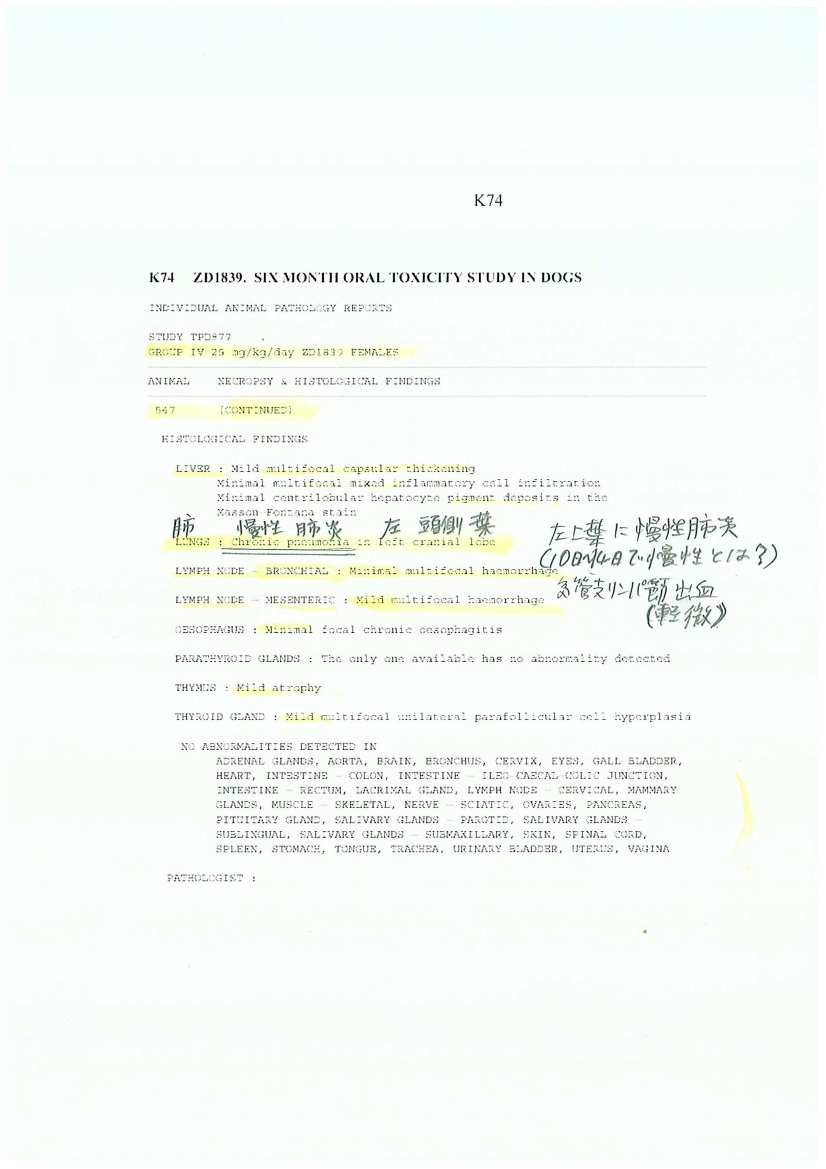 K74
K74 ZD1839. SIX MONTH ORAL TOXICITY STUDY IN DOGS
INDIVIDUAL ANIMAL PATHOLOGY REPORTS
STUDY TPD877
GROUP IV 25 mg/kg/day ZD1839 FEMALES
ANIMAL NECROPSY & HISTOLOGICAL FINDINGS
547 (CONTINUED)
HISTOLOGICAL FINDINGS
LIVER : Mild multifocal capsular thickening
Minimal multifocal mixed inflammatory cell infiltration
Minimal centrilobular hepatocyte pigment deposits in the
Masson-Fontana stain
肺 慢性 肺炎 左 頭側 葉
左上葉に慢性肺炎
LUNGS : Chronic pneumonia in left cranial lobe
(10日~14日で慢性とは?)
LYMPH NODE - BRONCHIAL : Minimal multifocal haemorrhage
管支リンパ節出血
LYMPH NODE - MESENTERIC : Mild multifocal haemorrhage
(軽微)
OESOPHAGUS : Minimal focal chronic oesophagitis
PARATHYROID GLANDS : The only one available has no abnormality detected
THYMUS : Mild atrophy
THYROID GLAND : Mild multifocal unilateral parafollicular cell hyperplasia
NO ABNORMALITIES DETECTED IN
ADRENAL GLANDS, AORTA, BRAIN, BRONCHUS, CERVIX, EYES, GALL BLADDER,
HEART, INTESTINE - COLON, INTESTINE - ILEO-CAECAL-COLIC JUNCTION,
INTESTINE - RECTUM, LACRIMAL GLAND, LYMPH NODE - CERVICAL, MAMMARY
GLANDS, MUSCLE - SKELETAL, NERVE - SCIATIC, OVARIES, PANCREAS,
PITUITARY GLAND, SALIVARY GLANDS - PAROTID, SALIVARY GLANDS -
SUBLINGUAL, SALIVARY GLANDS - SUBMAXILLARY, SKIN, SPINAL CORD,
SPLEEN, STOMACH, TONGUE, TRACHEA, URINARY BLADDER, UTERUS, VAGINA
PATHOLOGIST :